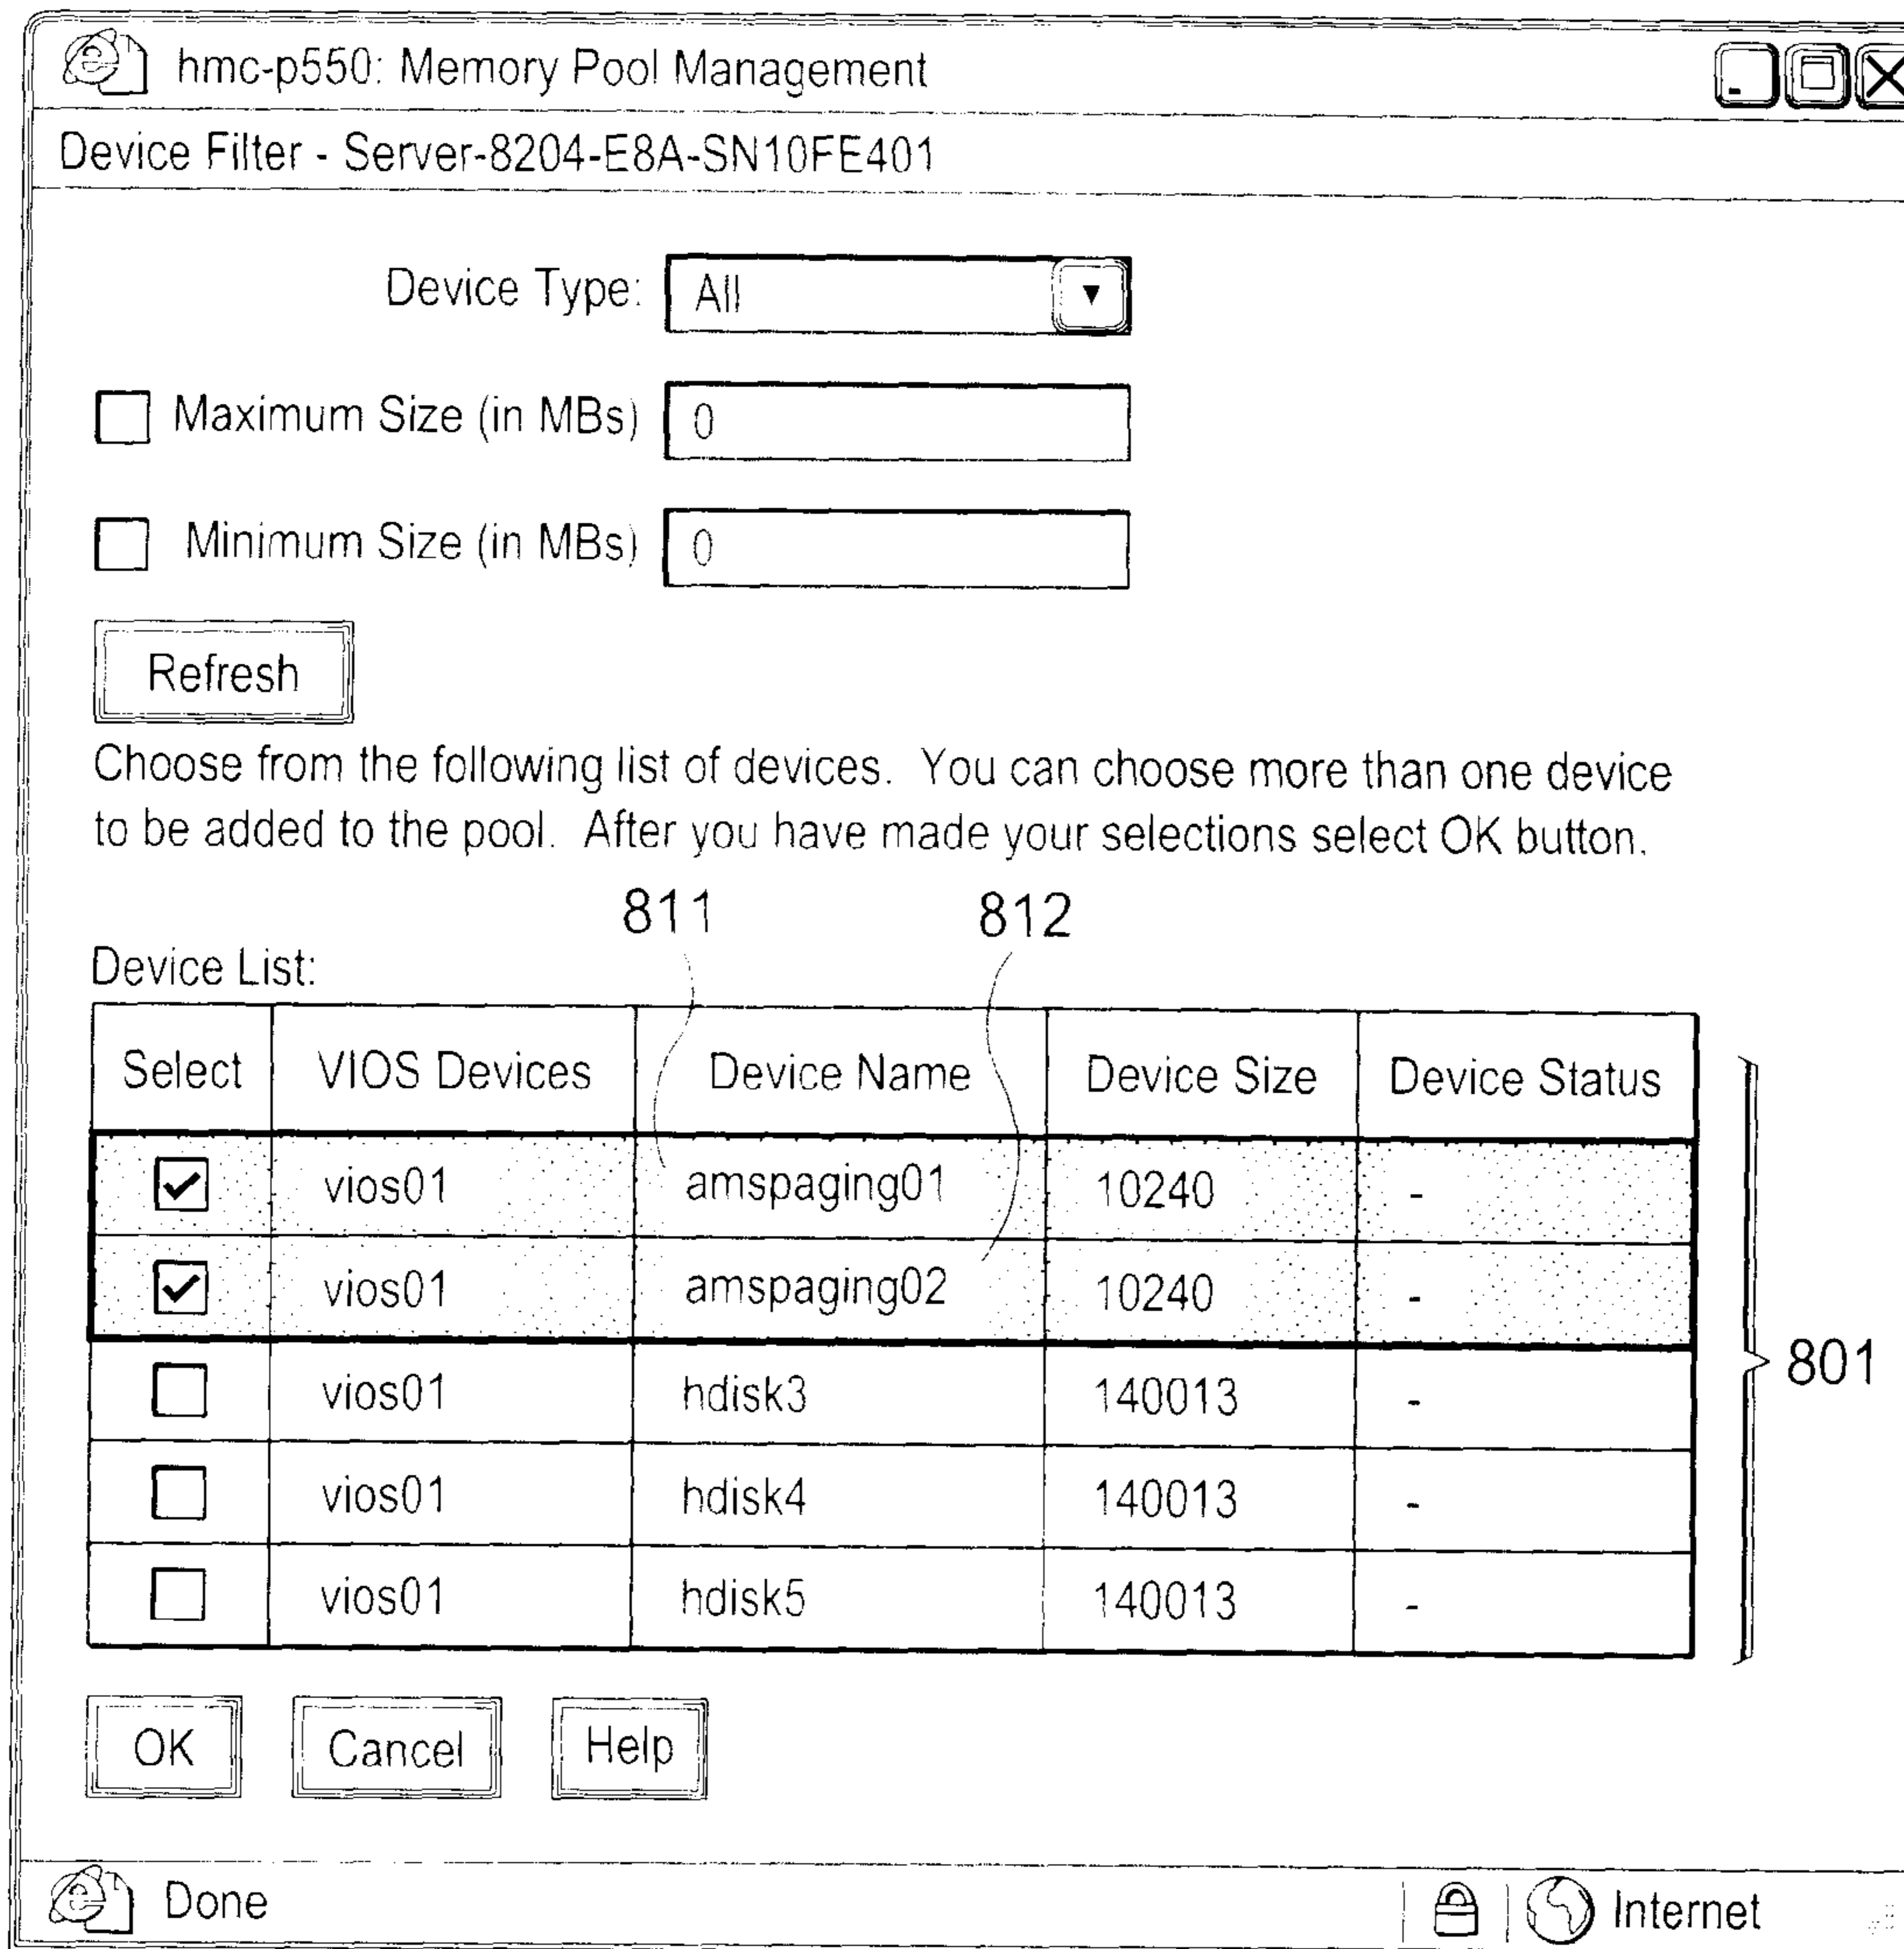 hmc-p550: Memory Pool Management
Device Filter - Server-8204-E8A-SN10FE401
Device Type: All
Maximum Size (in MBs) 0
Minimum Size (in MBs) 0
Refresh
Choose from the following list of devices. You can choose more than one device
to be added to the pool. After you have made your selections select OK button.
811 812
Device List:
Select VIOS Devices Device Name Device Size Device Status
vios01 amspaging01 10240 -
vios01 amspaging02 10240 -
801
vios01 hdisk3 140013 -
vios01 hdisk4 140013 -
vios01 hdisk5 140013 -
OK Cancel Help
Done Internet